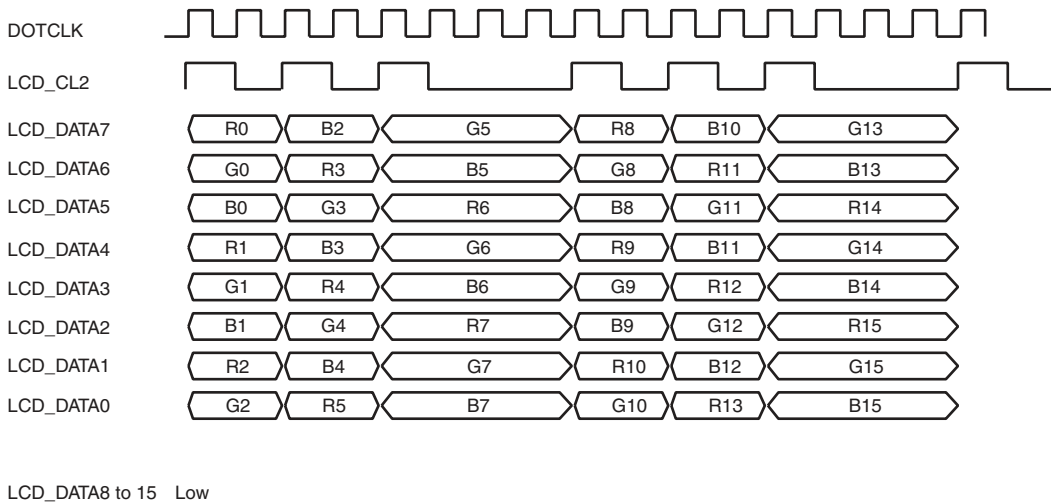 DOTCLK
LCD_CL2
LCD_DATA7 R0 B2 G5 R8 B10 G13
LCD_DATA6 G0 R3 B5 G8 R11 B13
LCD_DATA5 B0 G3 R6 B8 G11 R14
LCD_DATA4 R1 B3 G6 R9 B11 G14
LCD_DATA3 G1 R4 B6 G9 R12 B14
LCD_DATA2 B1 G4 R7 B9 G12 R15
LCD_DATA1 R2 B4 G7 R10 B12 G15
LCD_DATA0 G2 R5 B7 G10 R13 B15
LCD_DATA8 to 15 Low